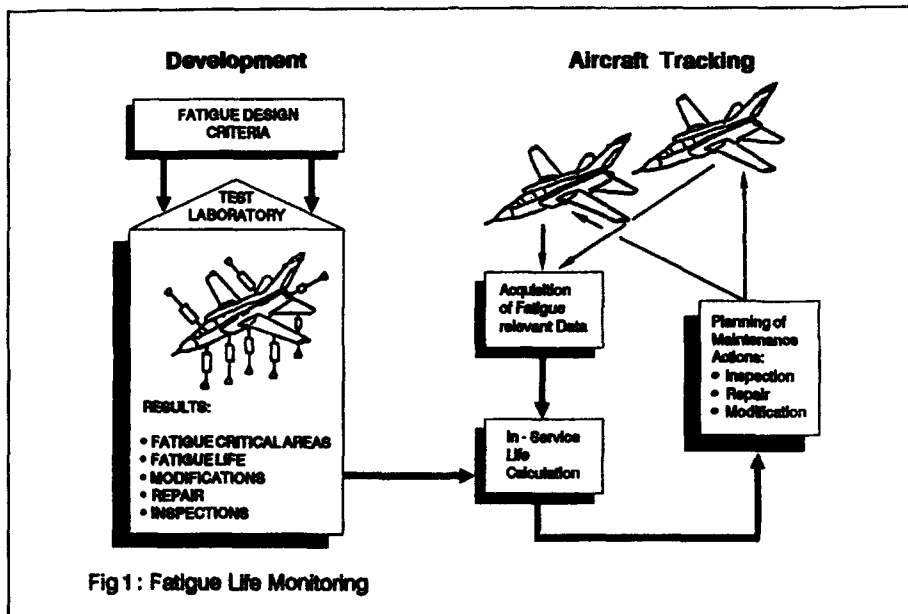 Development
FATIGUE DESIGN
CRITERIA
TEST
LABORATORY
RESULTS:
• FATIGUE CRITICAL AREAS
• FATIGUE LIFE
• MODIFICATIONS
• REPAIR
• INSPECTIONS
Aircraft Tracking
Acquisition
of Fatigue
relevant Data
In - Service
Life
Calculation
Planning of
Maintenance
Actions:
• Inspection
• Repair
• Modification
Fig 1 : Fatigue Life Monitoring